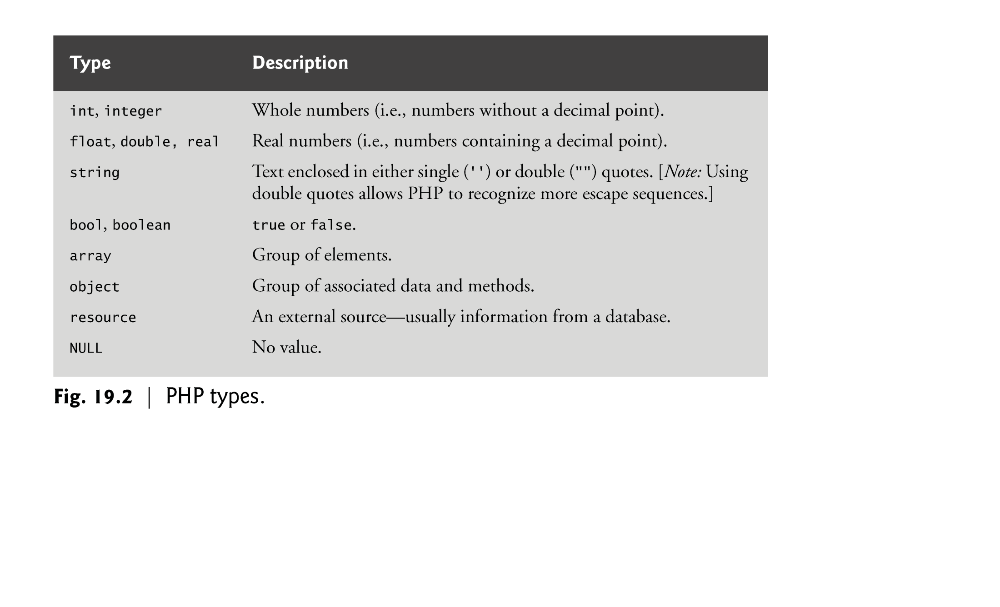 Type Description
int, integer Whole numbers (i.e., numbers without a decimal point).
float, double, real Real numbers (i.e., numbers containing a decimal point).
string Text enclosed in either single ('') or double ("") quotes. [Note: Using
double quotes allows PHP to recognize more escape sequences.]
bool, boolean true or false.
array Group of elements.
object Group of associated data and methods.
resource An external source—usually information from a database.
NULL No value.
Fig. 19.2 | PHP types.